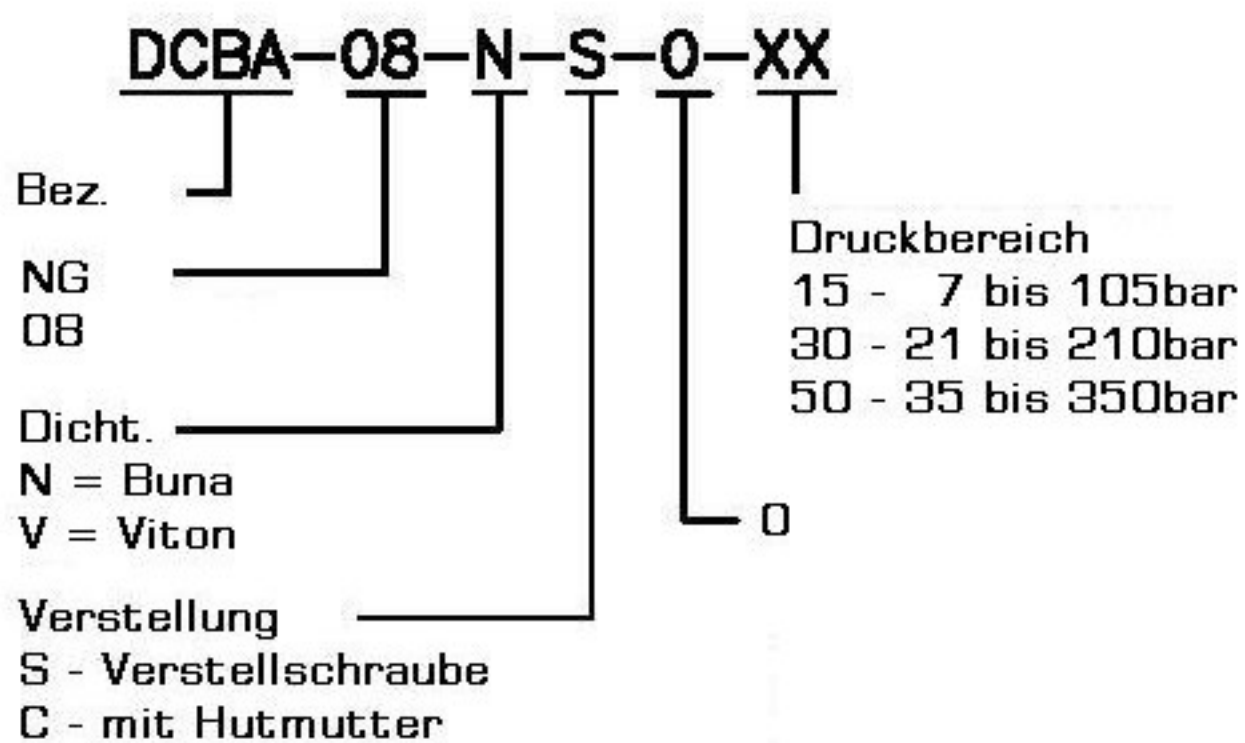 DCBA-08-N-S-0-XX
Bez.
NG
08
Dicht.
N = Buna
V = Viton
Verstellung
S - Verstellschraube
C - mit Hutmutter
0
Druckbereich
15 - 7 bis 105bar
30 - 21 bis 210bar
50 - 35 bis 350bar